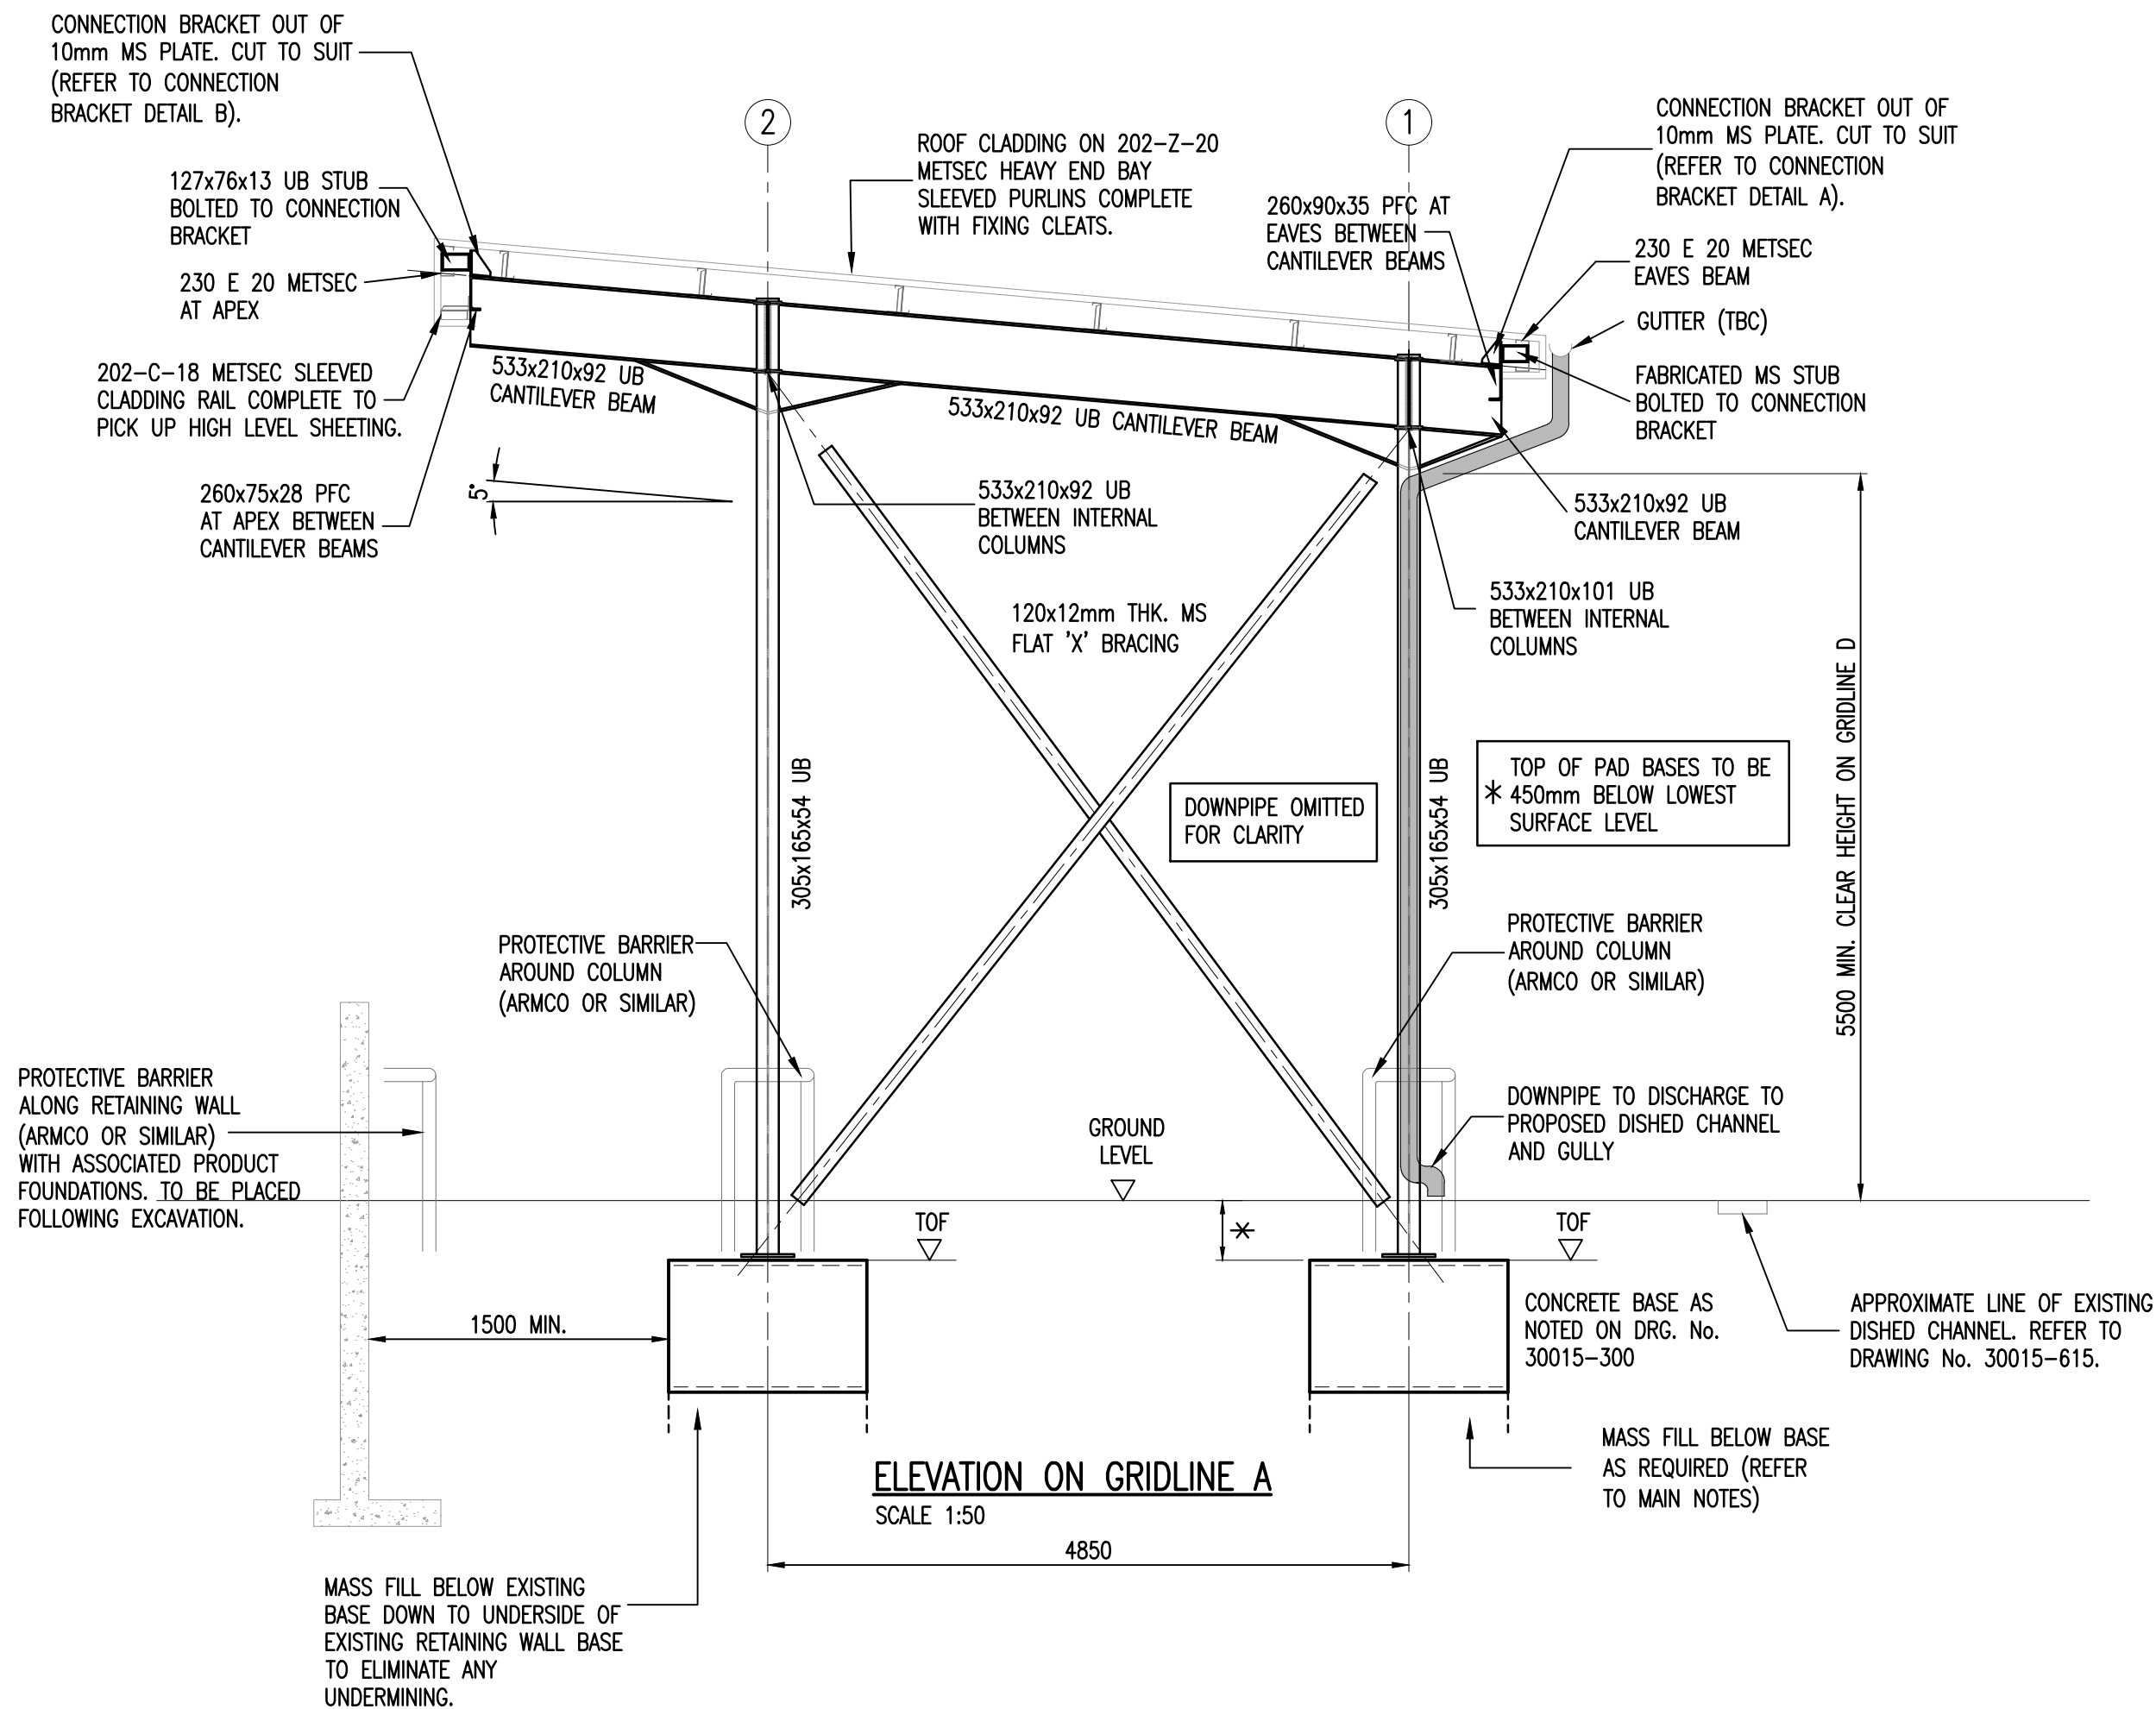 CONNECTION BRACKET OUT OF
10mm MS PLATE. CUT TO SUIT
(REFER TO CONNECTION
BRACKET DETAIL B).
127x76x13 UB STUB
BOLTED TO CONNECTION
BRACKET
230 E 20 METSEC
AT APEX
202-C-18 METSEC SLEEVED
CLADDING RAIL COMPLETE TO
PICK UP HIGH LEVEL SHEETING.
260x75x28 PFC
AT APEX BETWEEN
CANTILEVER BEAMS
2
1
ROOF CLADDING ON 202-Z-20
METSEC HEAVY END BAY
SLEEVED PURLINS COMPLETE
WITH FIXING CLEATS.
260x90x35 PFC AT
EAVES BETWEEN
CANTILEVER BEAMS
CONNECTION BRACKET OUT OF
10mm MS PLATE. CUT TO SUIT
(REFER TO CONNECTION
BRACKET DETAIL A).
230 E 20 METSEC
EAVES BEAM
GUTTER (TBC)
FABRICATED MS STUB
BOLTED TO CONNECTION
BRACKET
533x210x92 UB
CANTILEVER BEAM
533x210x92 UB CANTILEVER BEAM
5°
533x210x92 UB
BETWEEN INTERNAL
COLUMNS
533x210x92 UB
CANTILEVER BEAM
533x210x101 UB
BETWEEN INTERNAL
COLUMNS
120x12mm THK. MS
FLAT 'X' BRACING
305x165x54 UB
305x165x54 UB
DOWNPIPE OMITTED
FOR CLARITY
TOP OF PAD BASES TO BE
* 450mm BELOW LOWEST
SURFACE LEVEL
5500 MIN. CLEAR HEIGHT ON GRIDLINE D
PROTECTIVE BARRIER
AROUND COLUMN
(ARMCO OR SIMILAR)
PROTECTIVE BARRIER
AROUND COLUMN
(ARMCO OR SIMILAR)
PROTECTIVE BARRIER
ALONG RETAINING WALL
(ARMCO OR SIMILAR)
WITH ASSOCIATED PRODUCT
FOUNDATIONS. TO BE PLACED
FOLLOWING EXCAVATION.
GROUND
LEVEL
DOWNPIPE TO DISCHARGE TO
PROPOSED DISHED CHANNEL
AND GULLY
TOF
*
TOF
1500 MIN.
CONCRETE BASE AS
NOTED ON DRG. No.
30015-300
APPROXIMATE LINE OF EXISTING
DISHED CHANNEL. REFER TO
DRAWING No. 30015-615.
MASS FILL BELOW BASE
AS REQUIRED (REFER
TO MAIN NOTES)
ELEVATION ON GRIDLINE A
SCALE 1:50
4850
MASS FILL BELOW EXISTING
BASE DOWN TO UNDERSIDE OF
EXISTING RETAINING WALL BASE
TO ELIMINATE ANY
UNDERMINING.